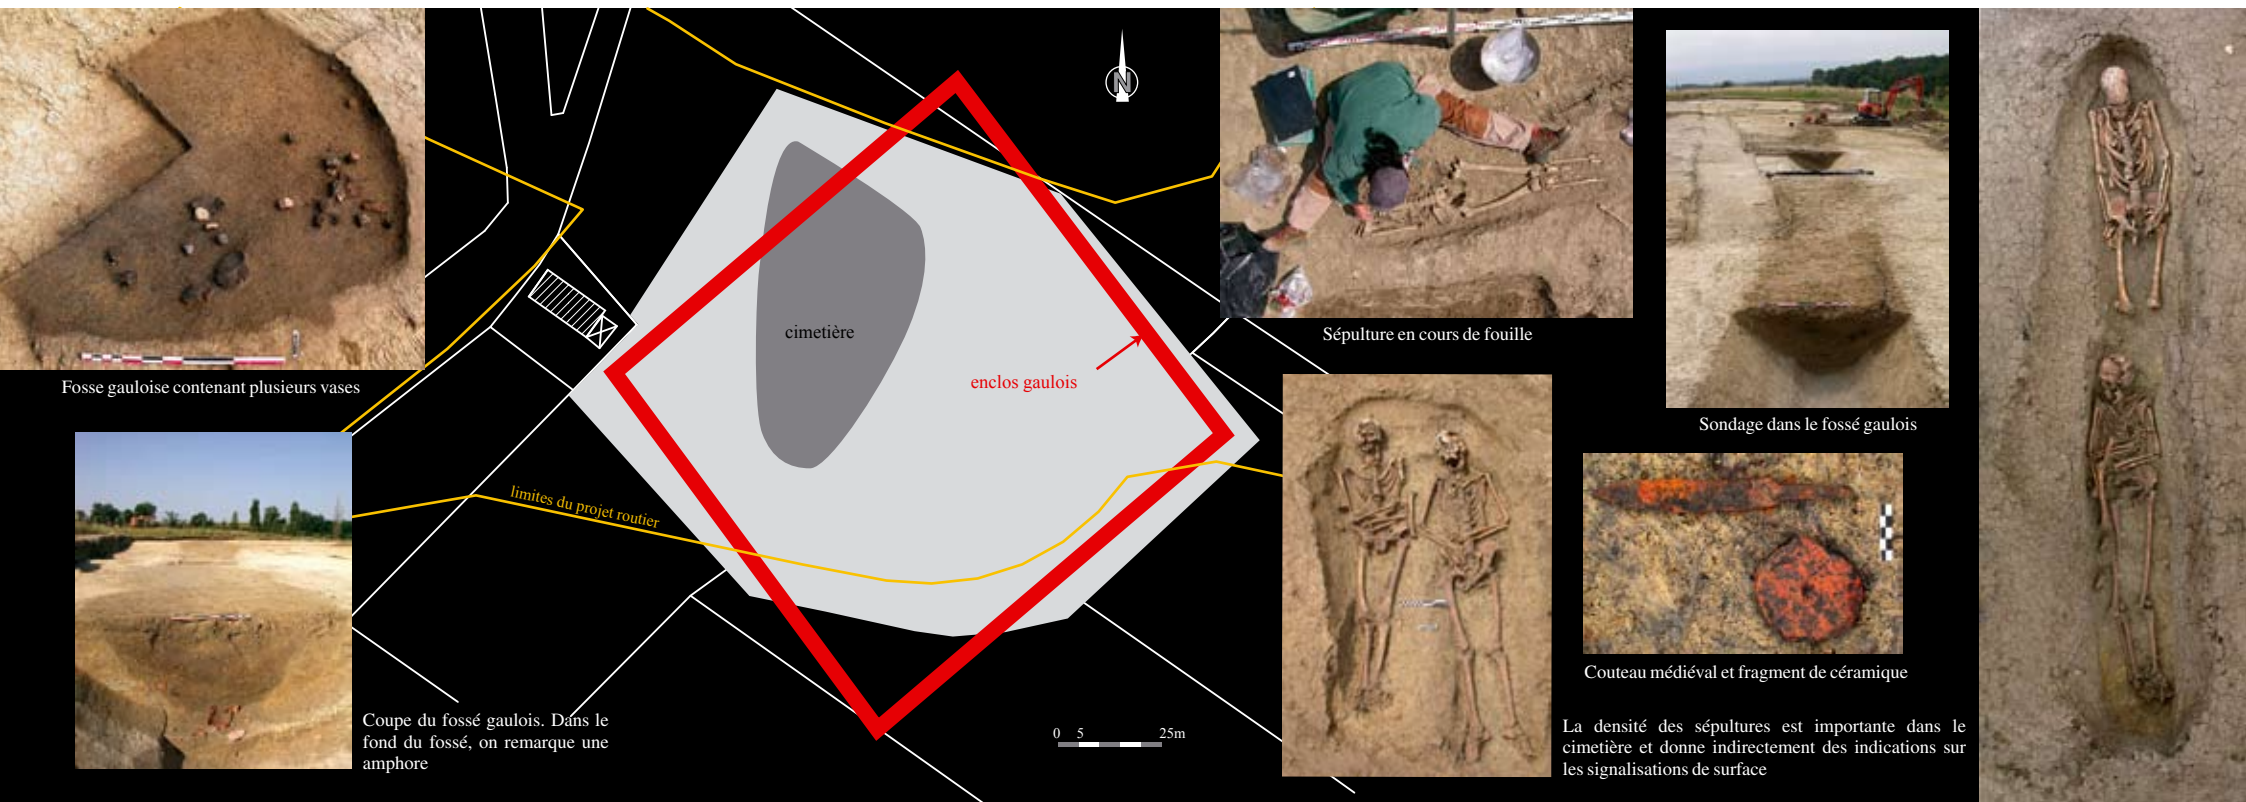 Fosse gauloise contenant plusieurs vases
Coupe du fossé gaulois. Dans le
fond du fossé, on remarque une
amphore
N
cimetière
enclos gaulois
limites du projet routier
0 5 25m
Sépulture en cours de fouille
Sondage dans le fossé gaulois
Couteau médiéval et fragment de céramique
La densité des sépultures est importante dans le
cimetière et donne indirectement des indications sur
les signalisations de surface